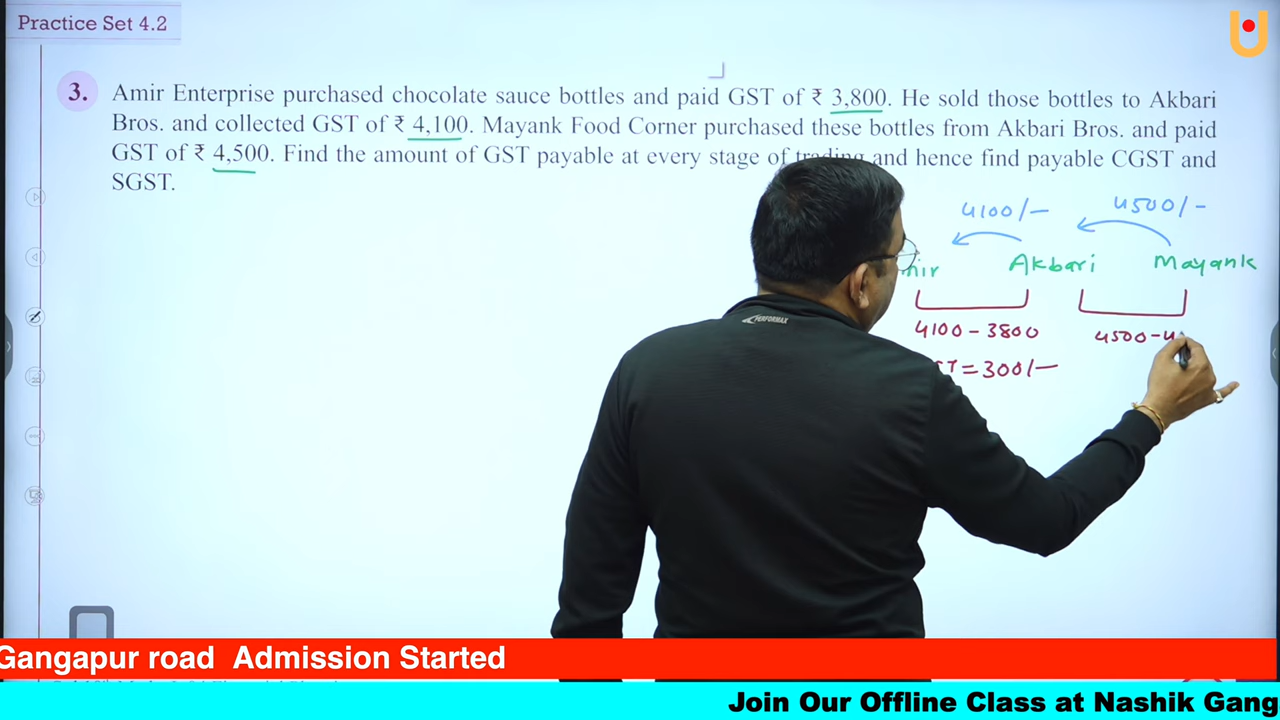 Practice Set 4.2
3. Amir Enterprise purchased chocolate sauce bottles and paid GST of ₹ 3,800. He sold those bottles to Akbari
Bros. and collected GST of ₹ 4,100. Mayank Food Corner purchased these bottles from Akbari Bros. and paid
GST of ₹ 4,500. Find the amount of GST payable at every stage of trading and hence find payable CGST and
SGST.
4100/- 4500/-
Akbari Mayank
4100-3800 4500-4
=300/-
PERFORMAX
Gangapur road Admission Started
Join Our Offline Class at Nashik Gang